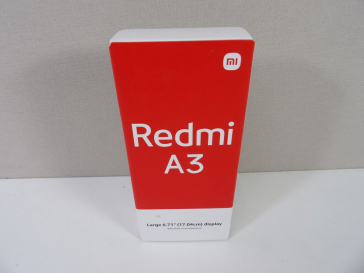 mi
Redmi
A3
Large 6.71" (17.04cm) display